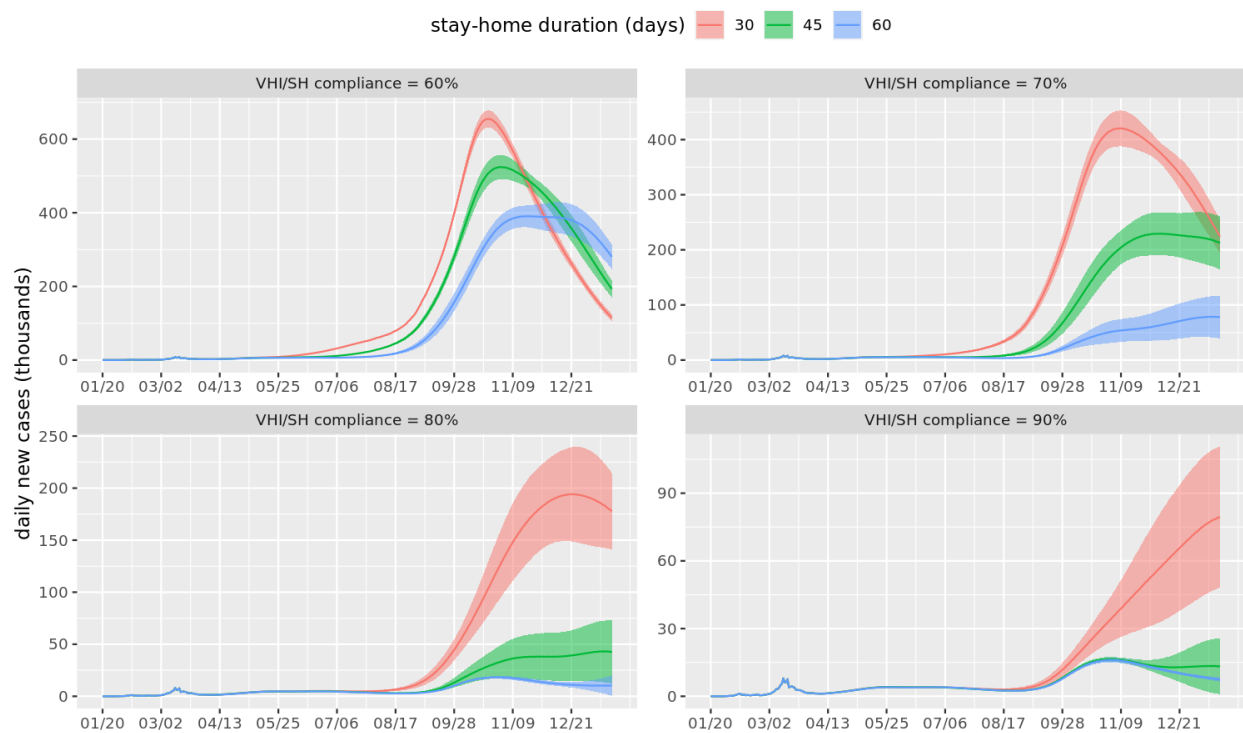 stay-home duration (days) 30 45 60
daily new cases (thousands)
VHI/SH compliance = 60%
600
400
200
0
01/20 03/02 04/13 05/25 07/06 08/17 09/28 11/09 12/21
VHI/SH compliance = 70%
400
300
200
100
0
01/20 03/02 04/13 05/25 07/06 08/17 09/28 11/09 12/21
VHI/SH compliance = 80%
250
200
150
100
50
0
01/20 03/02 04/13 05/25 07/06 08/17 09/28 11/09 12/21
VHI/SH compliance = 90%
90
60
30
0
01/20 03/02 04/13 05/25 07/06 08/17 09/28 11/09 12/21